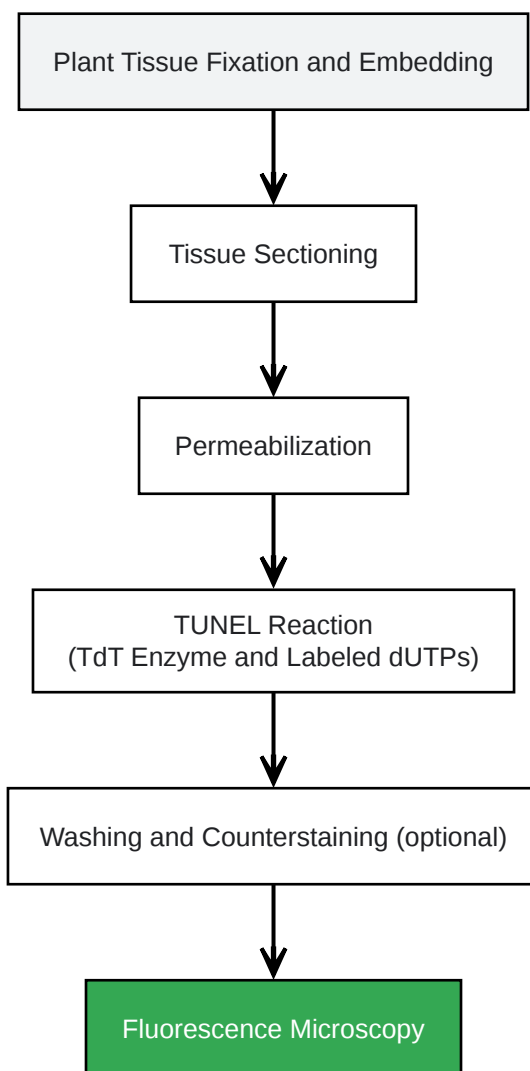 Plant Tissue Fixation and Embedding
Tissue Sectioning
Permeabilization
TUNEL Reaction
(TdT Enzyme and Labeled dUTPs)
Washing and Counterstaining (optional)
Fluorescence Microscopy